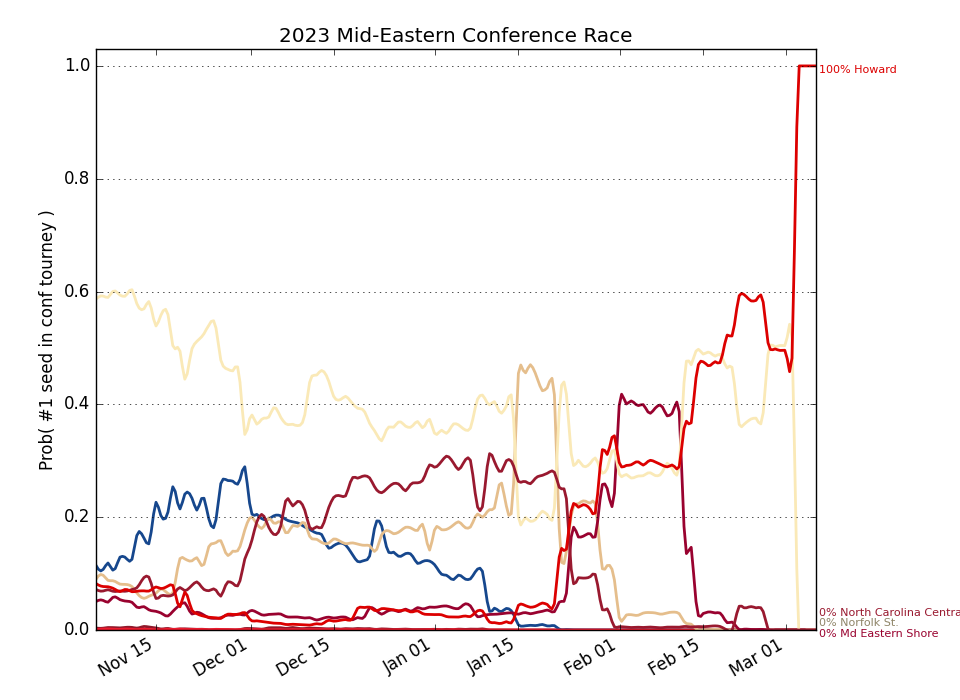 2023 Mid-Eastern Conference Race
Prob( #1 seed in conf tourney )
1.0
0.8
0.6
0.4
0.2
0.0
Nov 15
Dec 01
Dec 15
Jan 01
Jan 15
Feb 01
Feb 15
Mar 01
100% Howard
0% North Carolina Centra
0% Norfolk St.
0% Md Eastern Shore